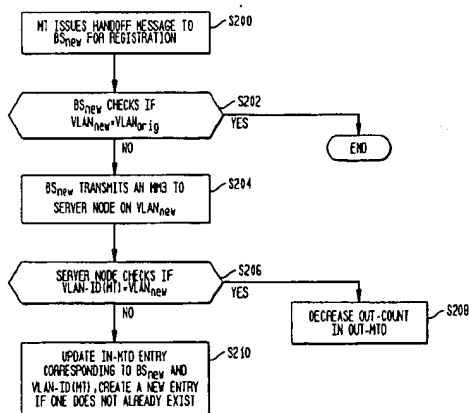 MT ISSUES HANDOFF MESSAGE TO
BSnew FOR REGISTRATION
S200
BSnew CHECKS IF
VLANnew=VLANorig
S202
YES
END
NO
BSnew TRANSMITS AN MM3 TO
SERVER NODE ON VLANnew
S204
SERVER NODE CHECKS IF
VLAN-ID(MT)=VLANnew
S206
YES
DECREASE OUT-COUNT
IN OUT-MTD
S208
NO
UPDATE IN-MTD ENTRY
CORRESPONDING TO BSnew AND
VLAN-ID(MT), CREATE A NEW ENTRY
IF ONE DOES NOT ALREADY EXIST
S210